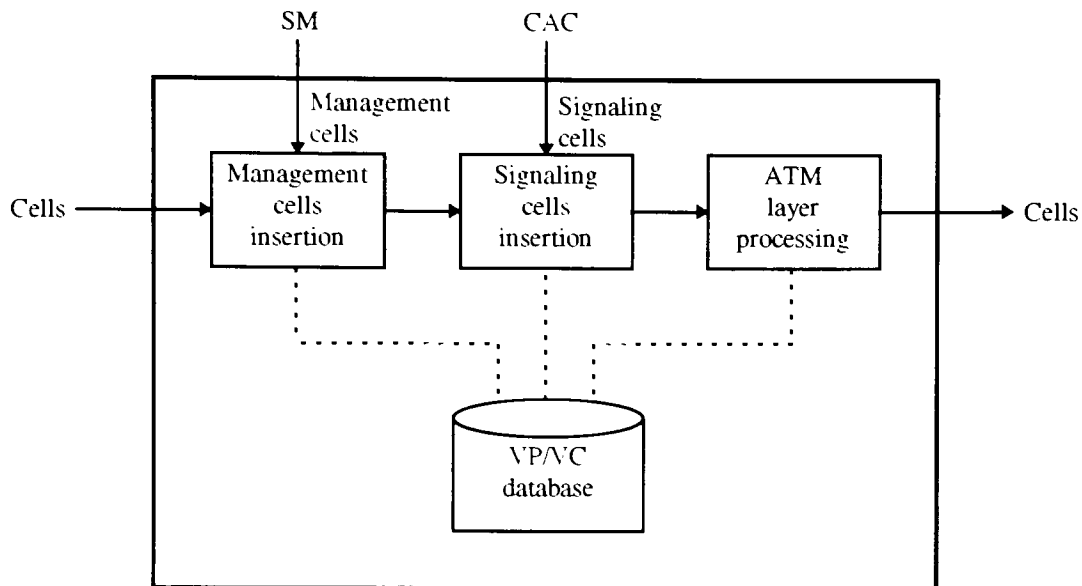 SM
CAC
Management
cells
Signaling
cells
Cells
Management
cells
insertion
Signaling
cells
insertion
ATM
layer
processing
Cells
VP/VC
database